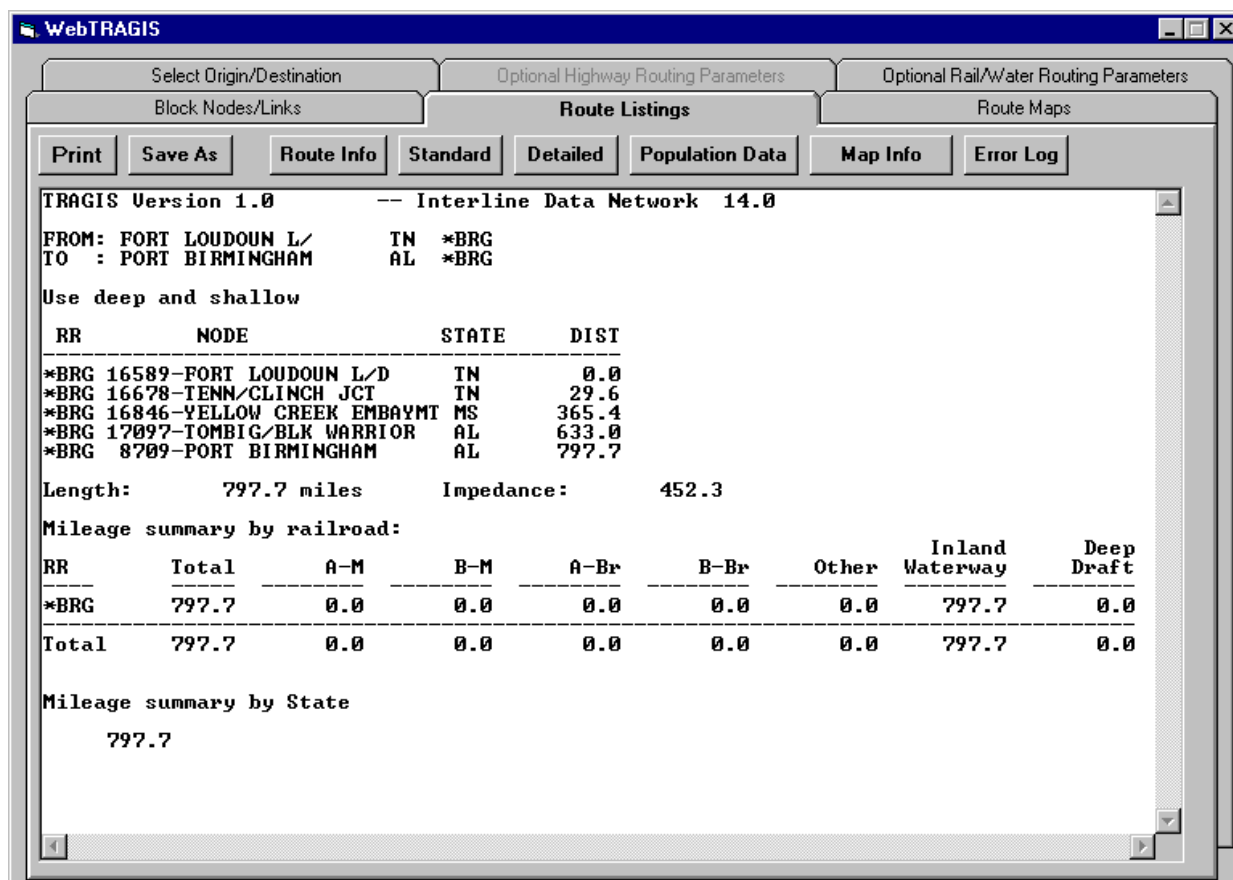 WebTRAGIS
Select Origin/Destination Optional Highway Routing Parameters Optional Rail/Water Routing Parameters
Block Nodes/Links Route Listings Route Maps
Print Save As Route Info Standard Detailed Population Data Map Info Error Log
TRAGIS Version 1.0 -- Interline Data Network 14.0
FROM: FORT LOUDOUN L/ TN *BRG
TO : PORT BIRMINGHAM AL *BRG
Use deep and shallow
RR NODE STATE DIST
*BRG 16589-FORT LOUDOUN L/D TN 0.0
*BRG 16678-TENN/CLINCH JCT TN 29.6
*BRG 16846-YELLOW CREEK EMBAYMT MS 365.4
*BRG 17097-TOMBIG/BLK WARRIOR AL 633.0
*BRG 8709-PORT BIRMINGHAM AL 797.7
Length: 797.7 miles Impedance: 452.3
Mileage summary by railroad:
Inland Deep
RR Total A-M B-M A-Br B-Br Other Waterway Draft
*BRG 797.7 0.0 0.0 0.0 0.0 0.0 797.7 0.0
Total 797.7 0.0 0.0 0.0 0.0 0.0 797.7 0.0
Mileage summary by State
797.7